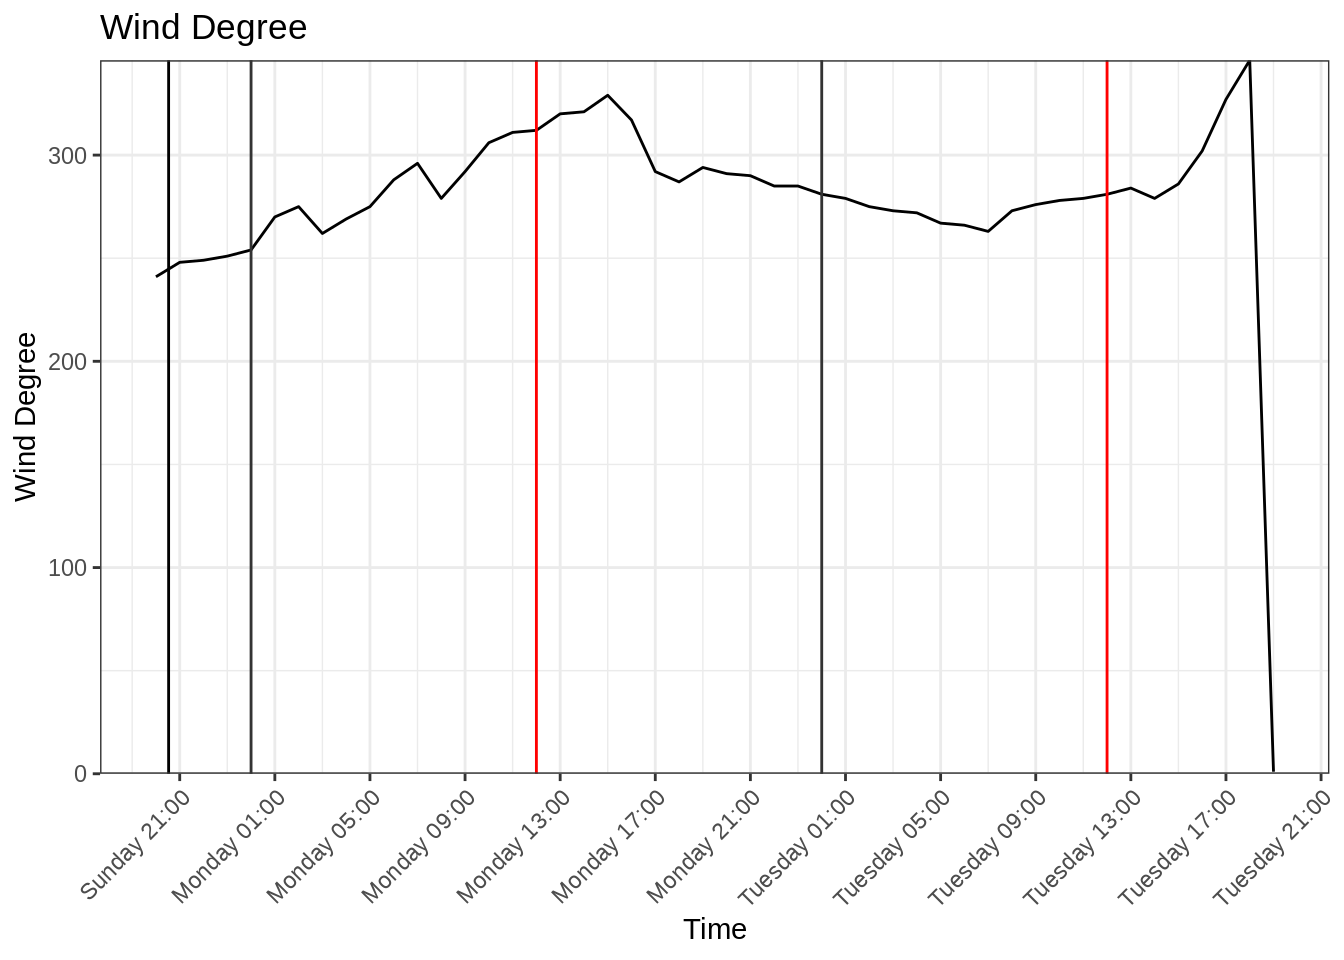 Wind Degree
Wind Degree
300
200
100
0
Sunday 21:00
Monday 01:00
Monday 05:00
Monday 09:00
Monday 13:00
Monday 17:00
Monday 21:00
Tuesday 01:00
Tuesday 05:00
Tuesday 09:00
Tuesday 13:00
Tuesday 17:00
Tuesday 21:00
Time